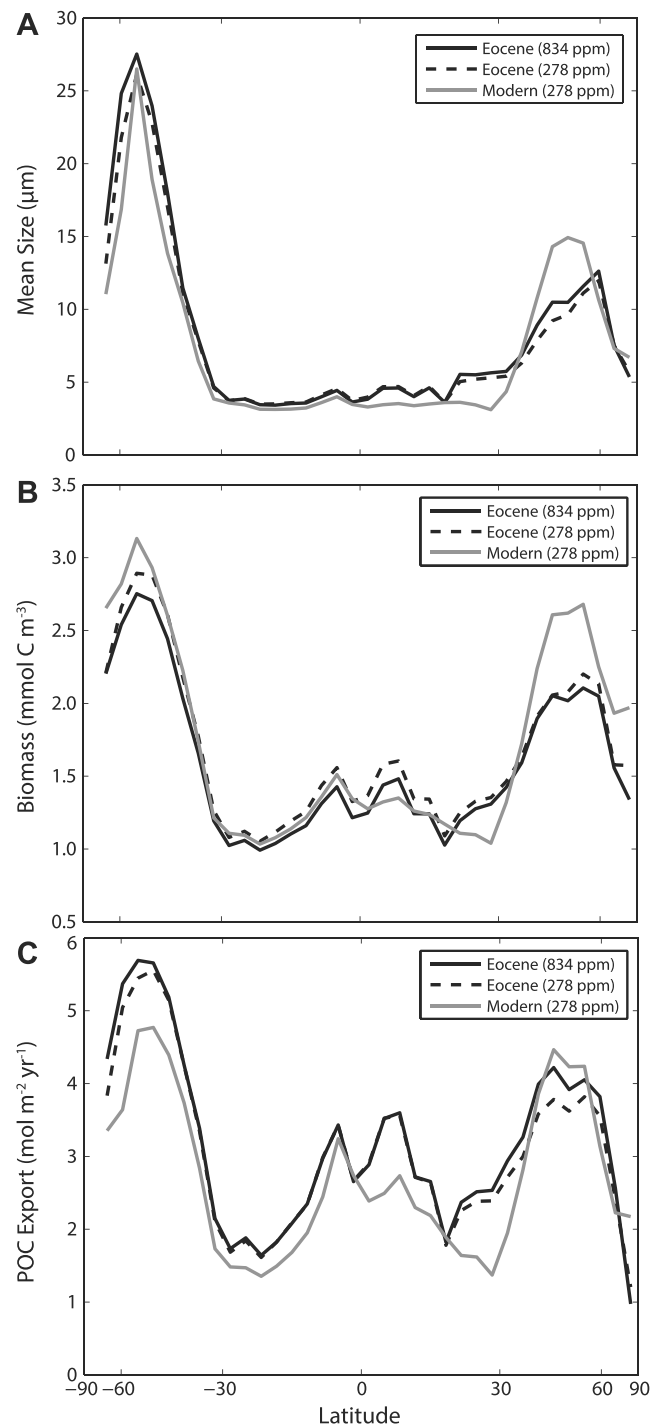 A
30
25
20
15
10
5
0
Mean Size (μm)
Eocene (834 ppm)
Eocene (278 ppm)
Modern (278 ppm)
B
3.5
3.0
2.5
2.0
1.5
1.0
0.5
Biomass (mmol C m⁻³)
Eocene (834 ppm)
Eocene (278 ppm)
Modern (278 ppm)
C
6
5
4
3
2
1
0
POC Export (mol m⁻² yr⁻¹)
Eocene (834 ppm)
Eocene (278 ppm)
Modern (278 ppm)
−90 −60 −30 0 30 60 90
Latitude